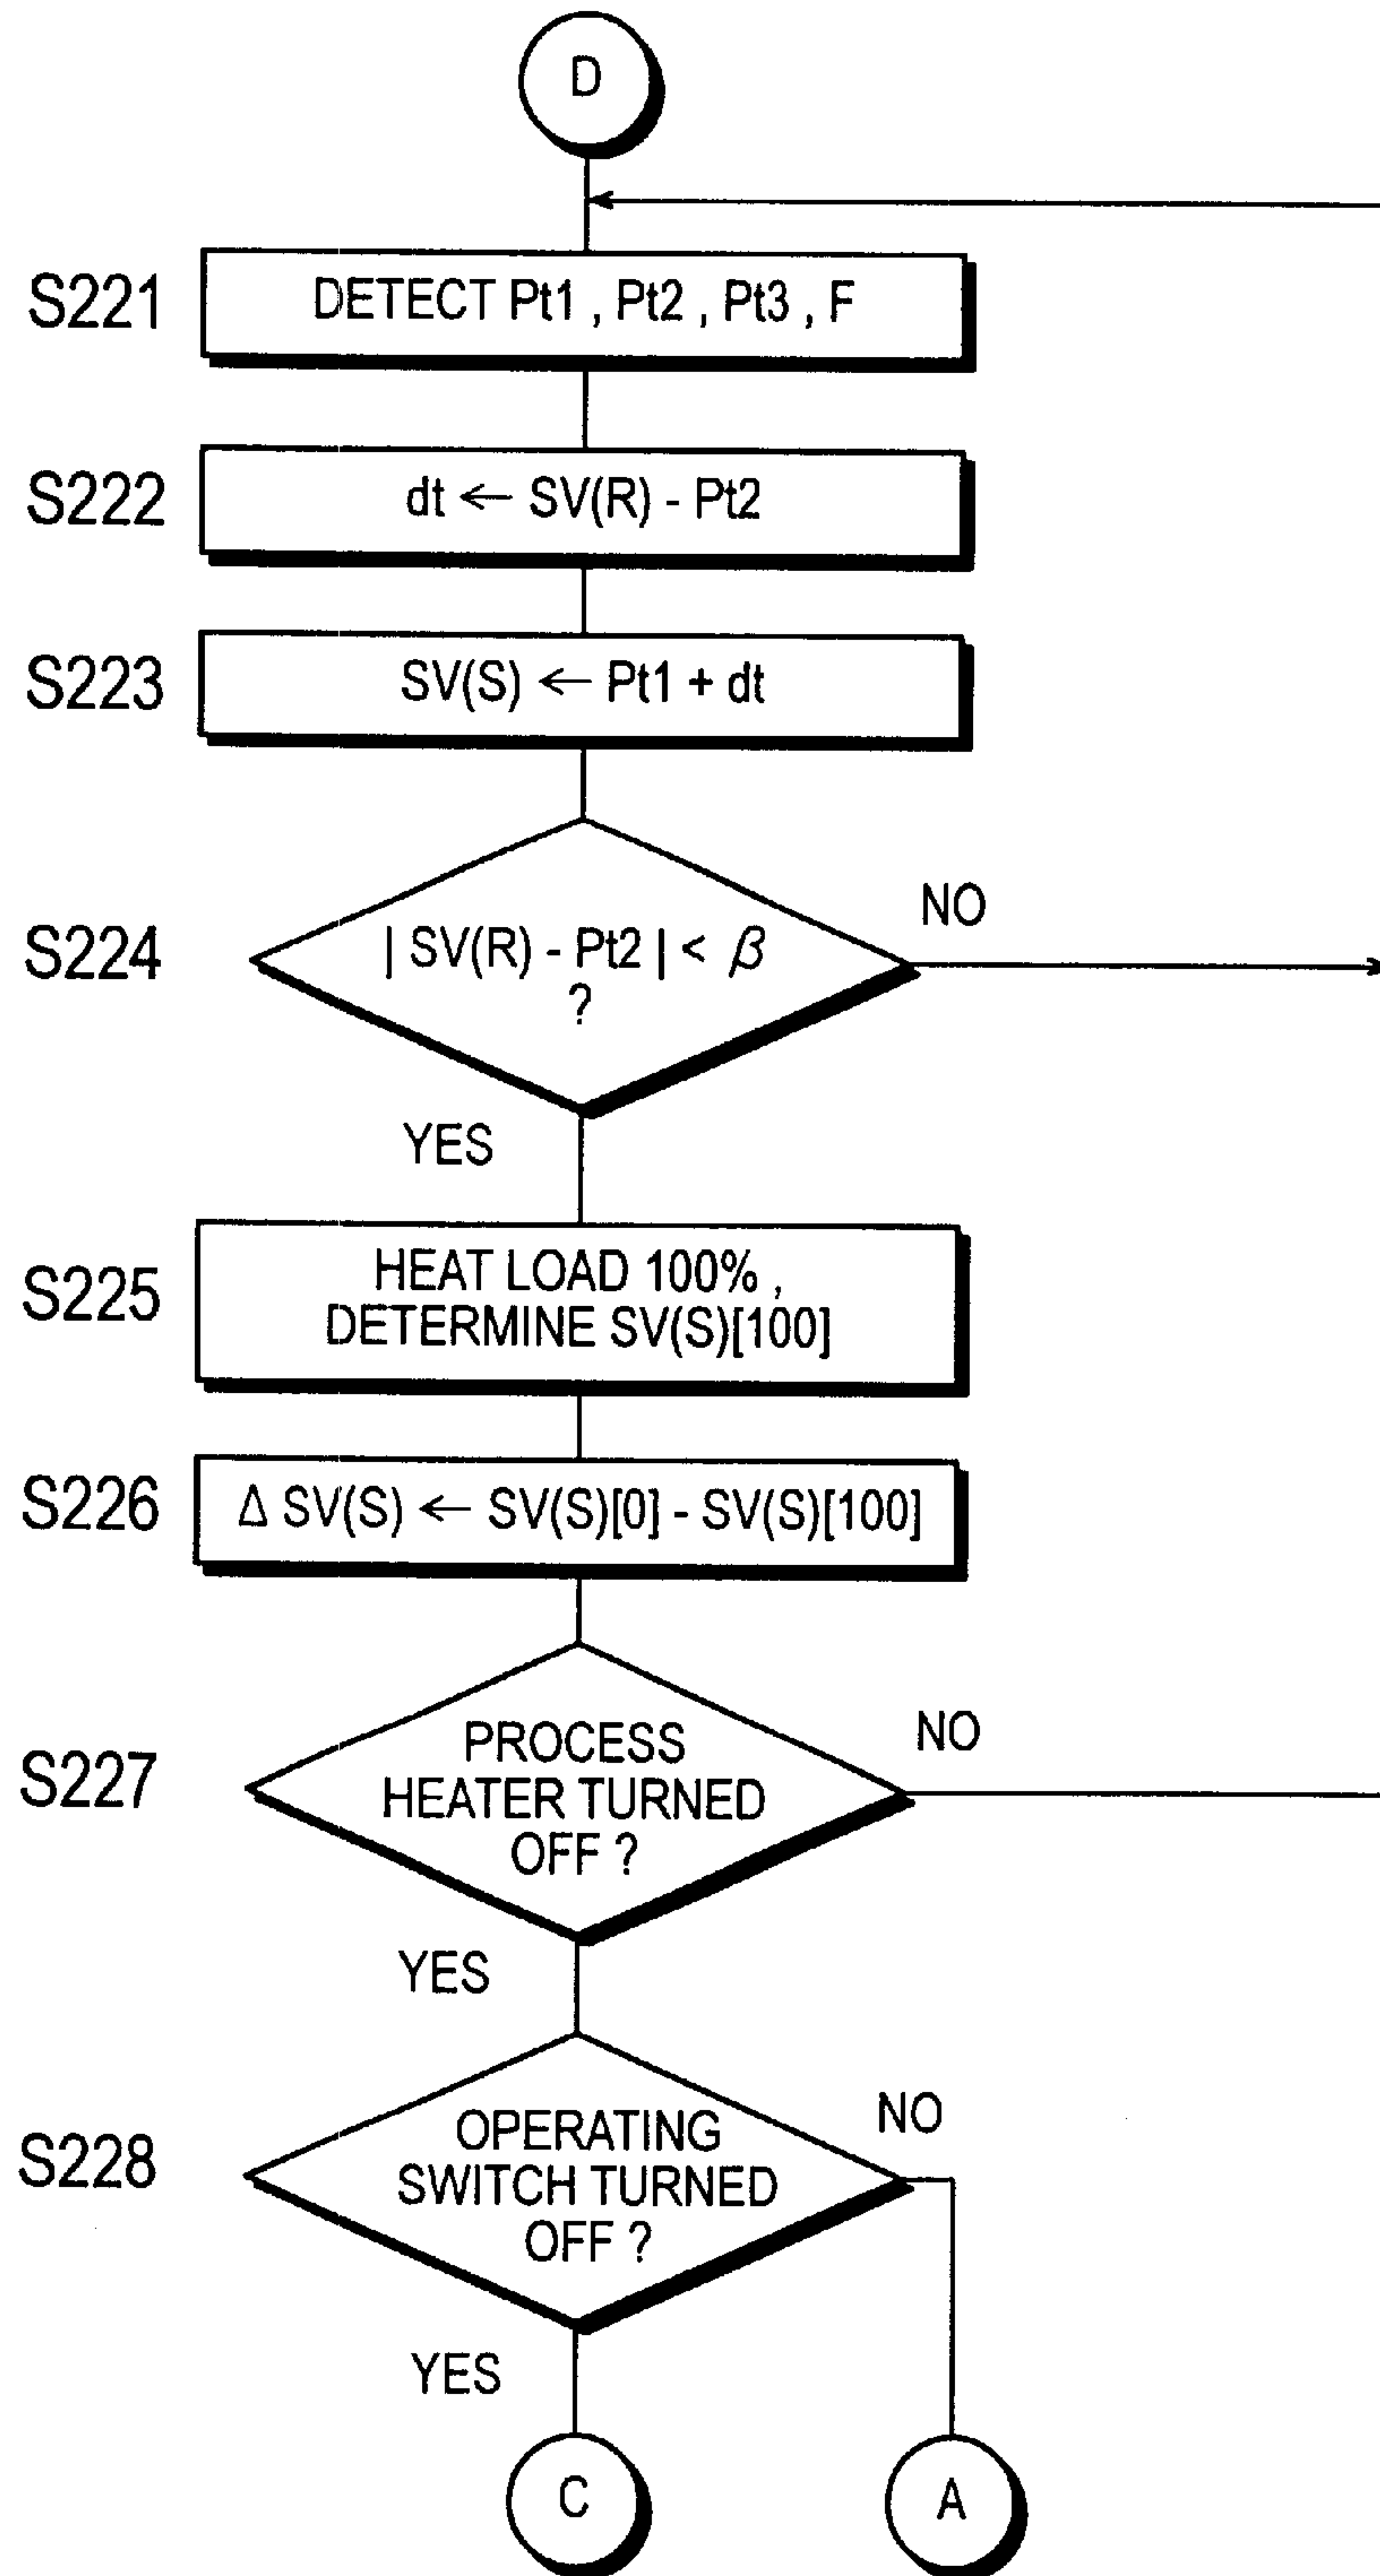 D
S221
DETECT Pt1 , Pt2 , Pt3 , F
S222
dt ← SV(R) - Pt2
S223
SV(S) ← Pt1 + dt
S224
| SV(R) - Pt2 | < β
?
NO
YES
S225
HEAT LOAD 100% ,
DETERMINE SV(S)[100]
S226
Δ SV(S) ← SV(S)[0] - SV(S)[100]
S227
PROCESS
HEATER TURNED
OFF ?
NO
YES
S228
OPERATING
SWITCH TURNED
OFF ?
NO
YES
C
A